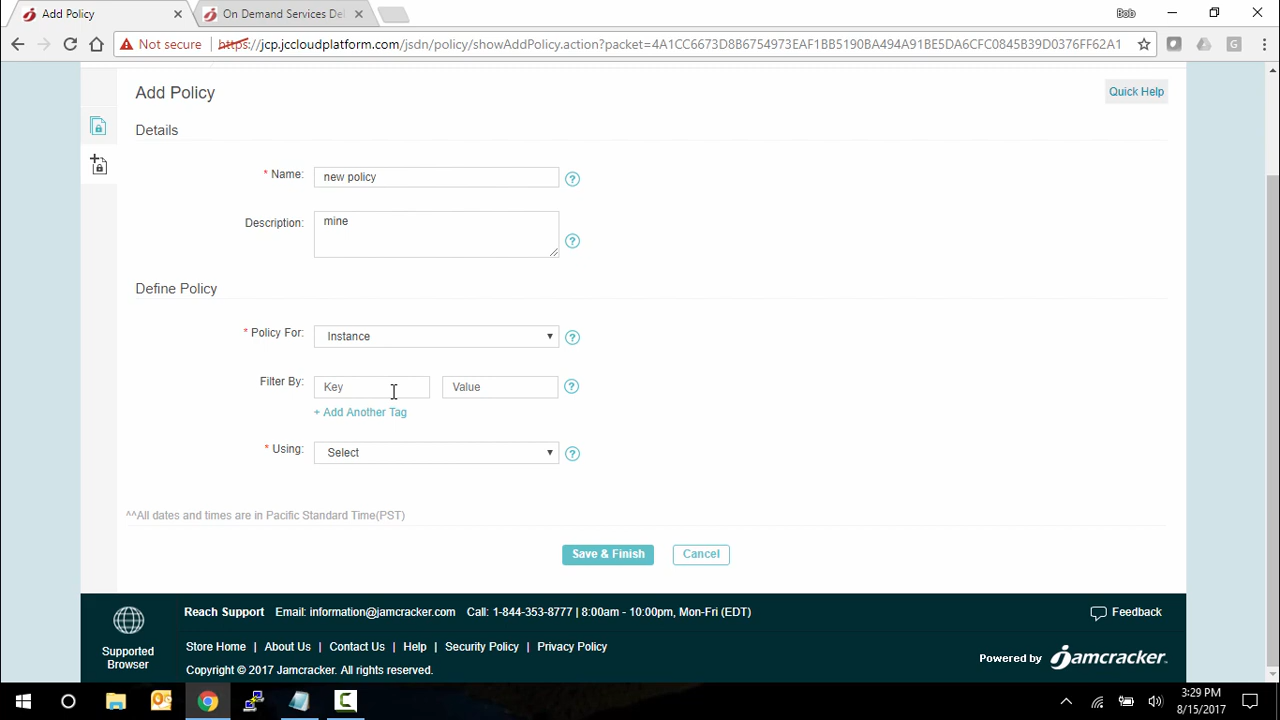 Add Policy
On Demand Services Del
Bob
Not secure https://jcp.jccloudplatform.com/jsdn/policy/showAddPolicy.action?packet=4A1CC6673D8B6754973EAF1BB5190BA494A91BE5DA6CFC0845B39D0376FF62A1
Add Policy
Quick Help
Details
* Name: new policy ?
Description: mine ?
Define Policy
* Policy For: Instance ?
Filter By: Key Value ?
+ Add Another Tag
* Using: Select ?
^^All dates and times are in Pacific Standard Time(PST)
Save & Finish Cancel
Reach Support Email: information@jamcracker.com Call: 1-844-353-8777 | 8:00am - 10:00pm, Mon-Fri (EDT)
Feedback
Supported
Browser
Store Home | About Us | Contact Us | Help | Security Policy | Privacy Policy
Copyright © 2017 Jamcracker. All rights reserved.
Powered by jamcracker
3:29 PM
8/15/2017